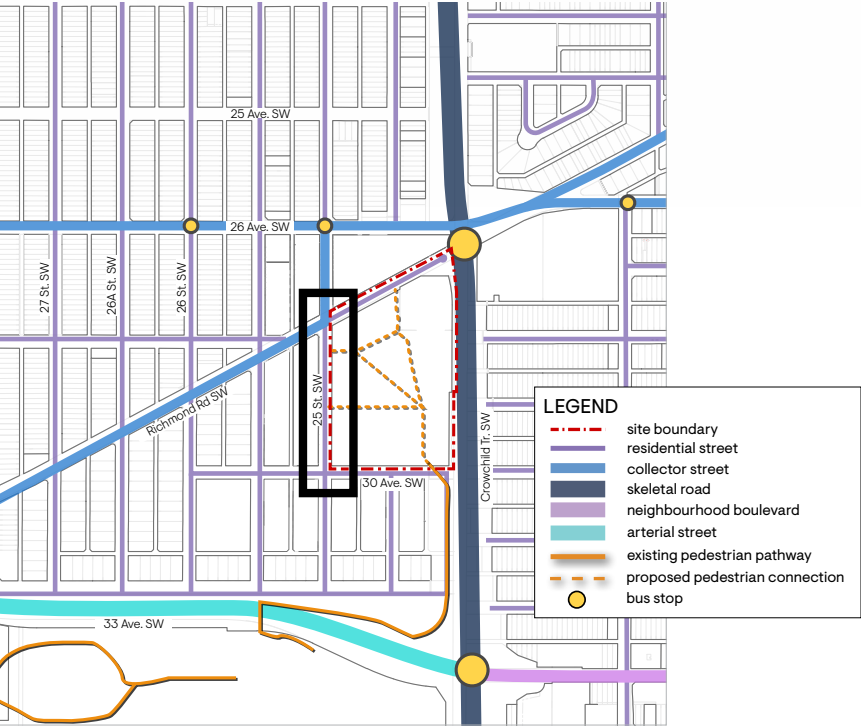 25 Ave. SW
26 Ave. SW
27 St. SW
26A St. SW
26 St. SW
25 St. SW
Richmond Rd SW
Crowchild Tr. SW
30 Ave. SW
33 Ave. SW
LEGEND
site boundary
residential street
collector street
skeletal road
neighbourhood boulevard
arterial street
existing pedestrian pathway
proposed pedestrian connection
bus stop